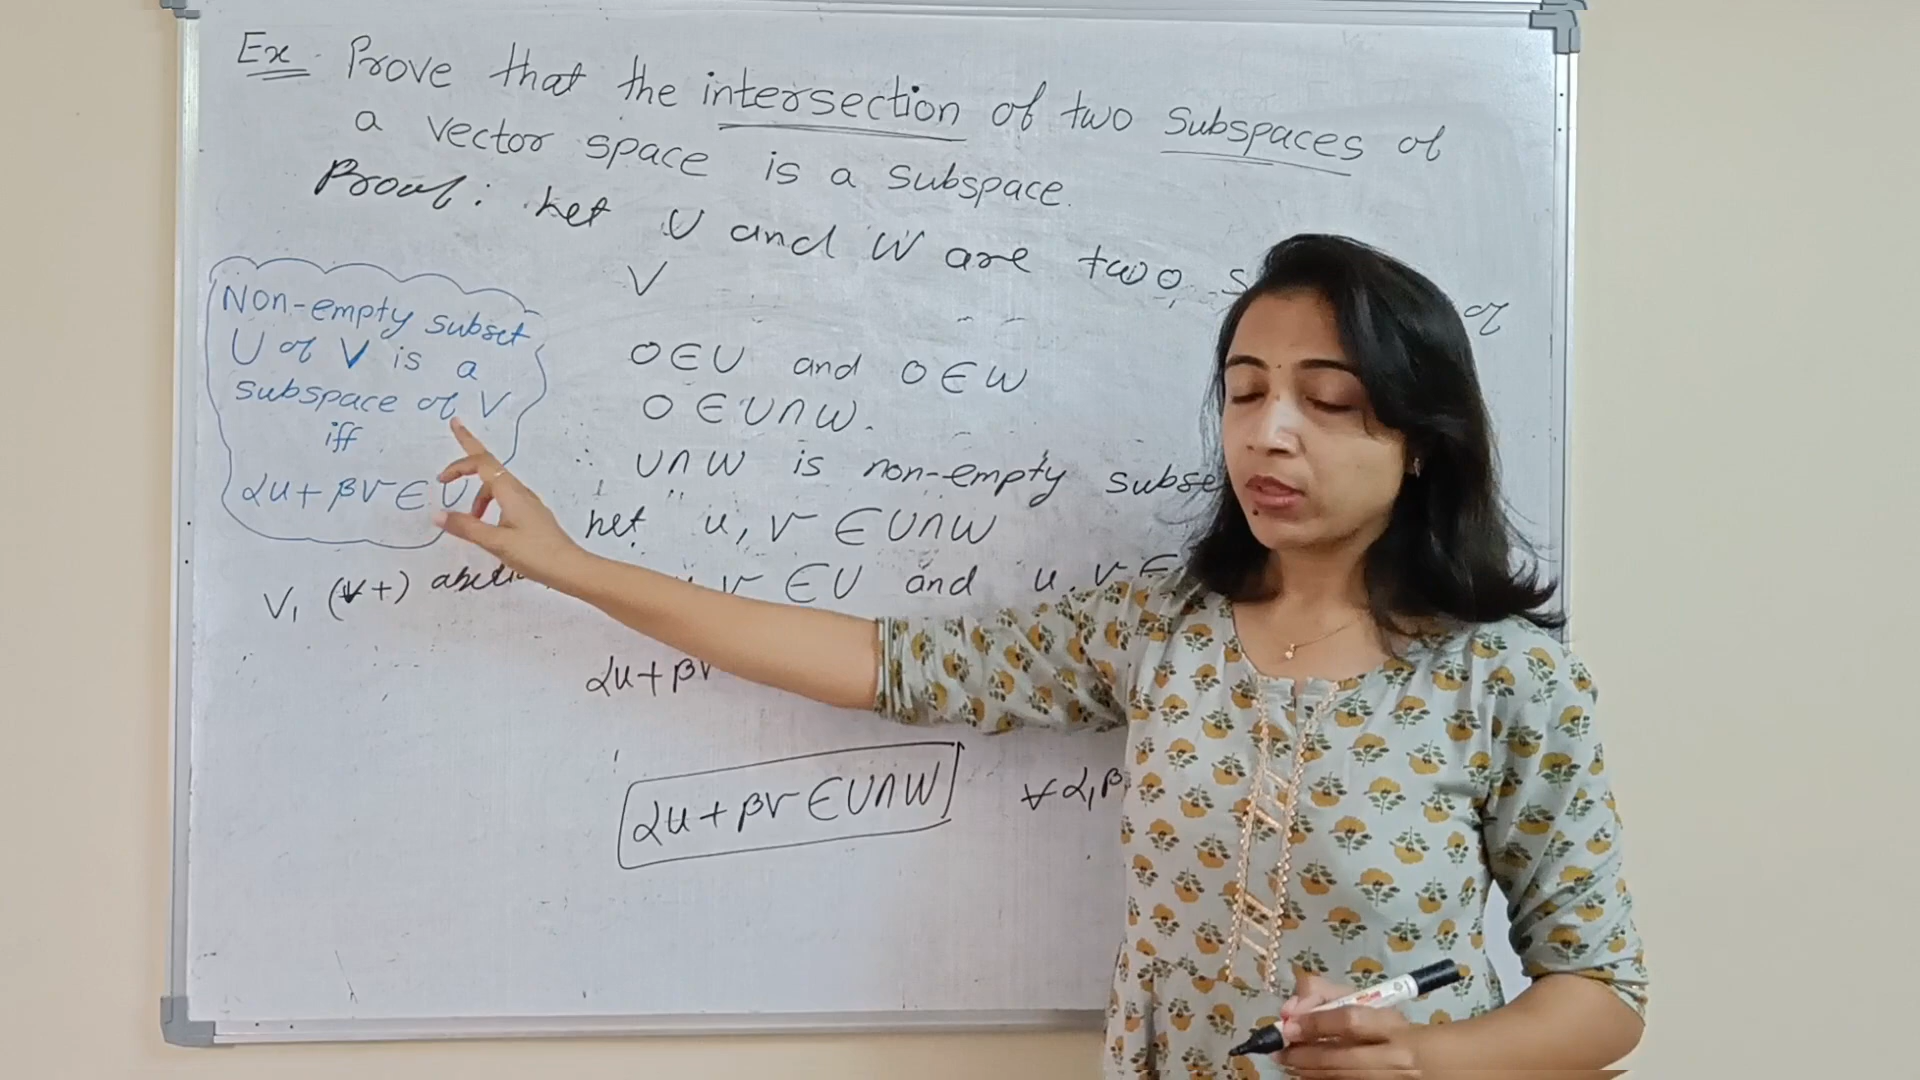 Ex. Prove that the intersection of two subspaces of
a vector space is a subspace.
Proof: Let U and W are two of
V
Non-empty subset
U of V is a
subspace of V
iff
αu + βv ∈ U
V, (V +)
0 ∈ U and 0 ∈ W
0 ∈ U ∩ W.
∴ U ∩ W is non-empty
Let u, v ∈ U ∩ W
v ∈ U and u, v ∈
αu + βv
αu + βv ∈ U ∩ W ∀ α, β